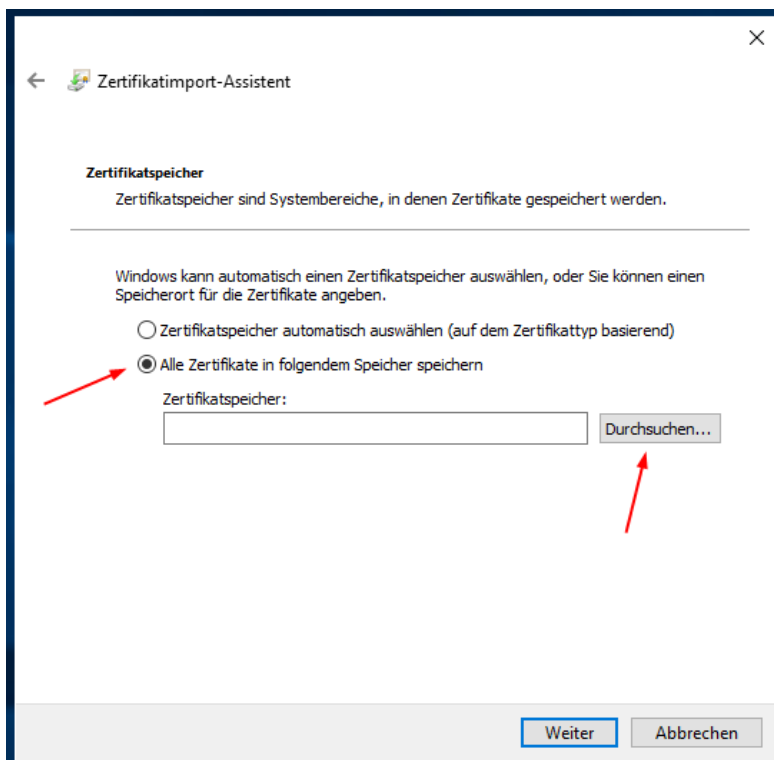 Zertifikatimport-Assistent
Zertifikatspeicher
Zertifikatspeicher sind Systembereiche, in denen Zertifikate gespeichert werden.
Windows kann automatisch einen Zertifikatspeicher auswählen, oder Sie können einen
Speicherort für die Zertifikate angeben.
Zertifikatspeicher automatisch auswählen (auf dem Zertifikattyp basierend)
Alle Zertifikate in folgendem Speicher speichern
Zertifikatspeicher:
Durchsuchen...
Weiter Abbrechen